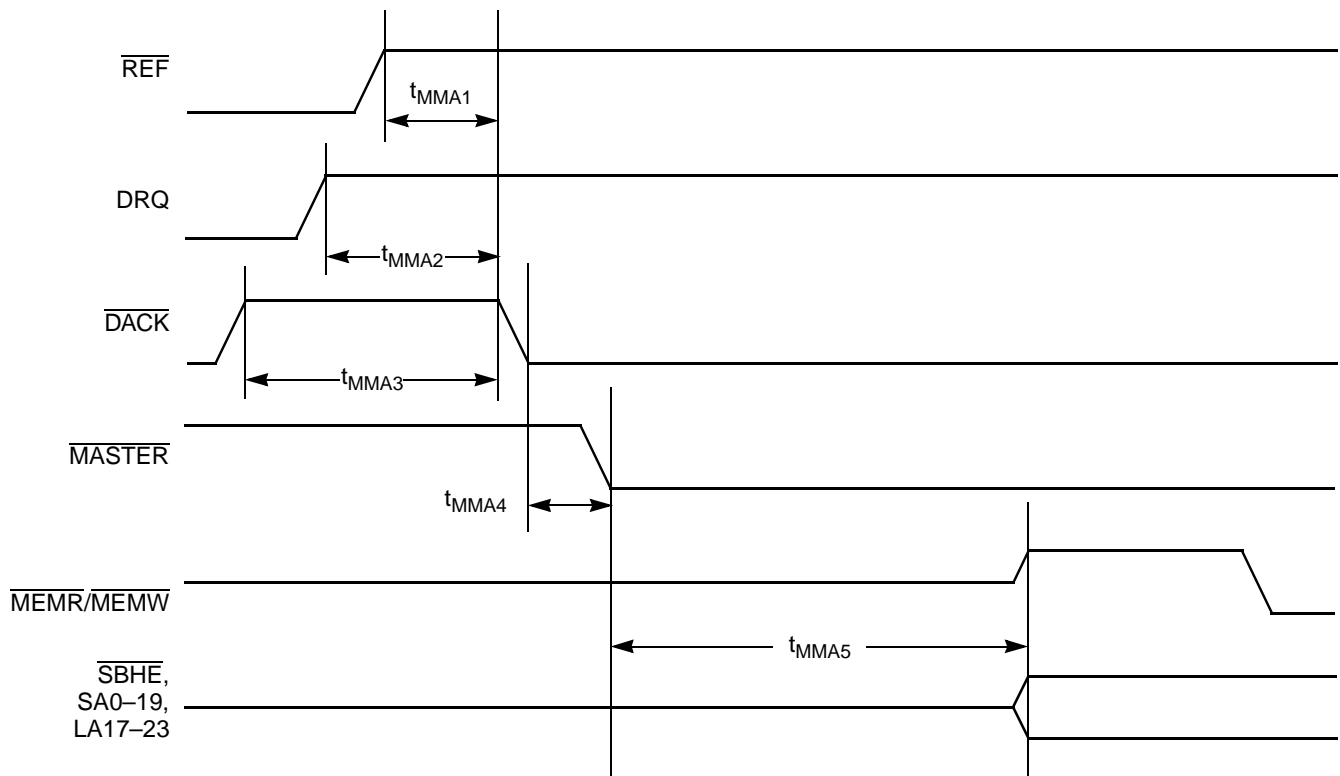 REF
tMMA1
DRQ
tMMA2
DACK
tMMA3
MASTER
tMMA4
MEMR/MEMW
tMMA5
SBHE,
SA0–19,
LA17–23